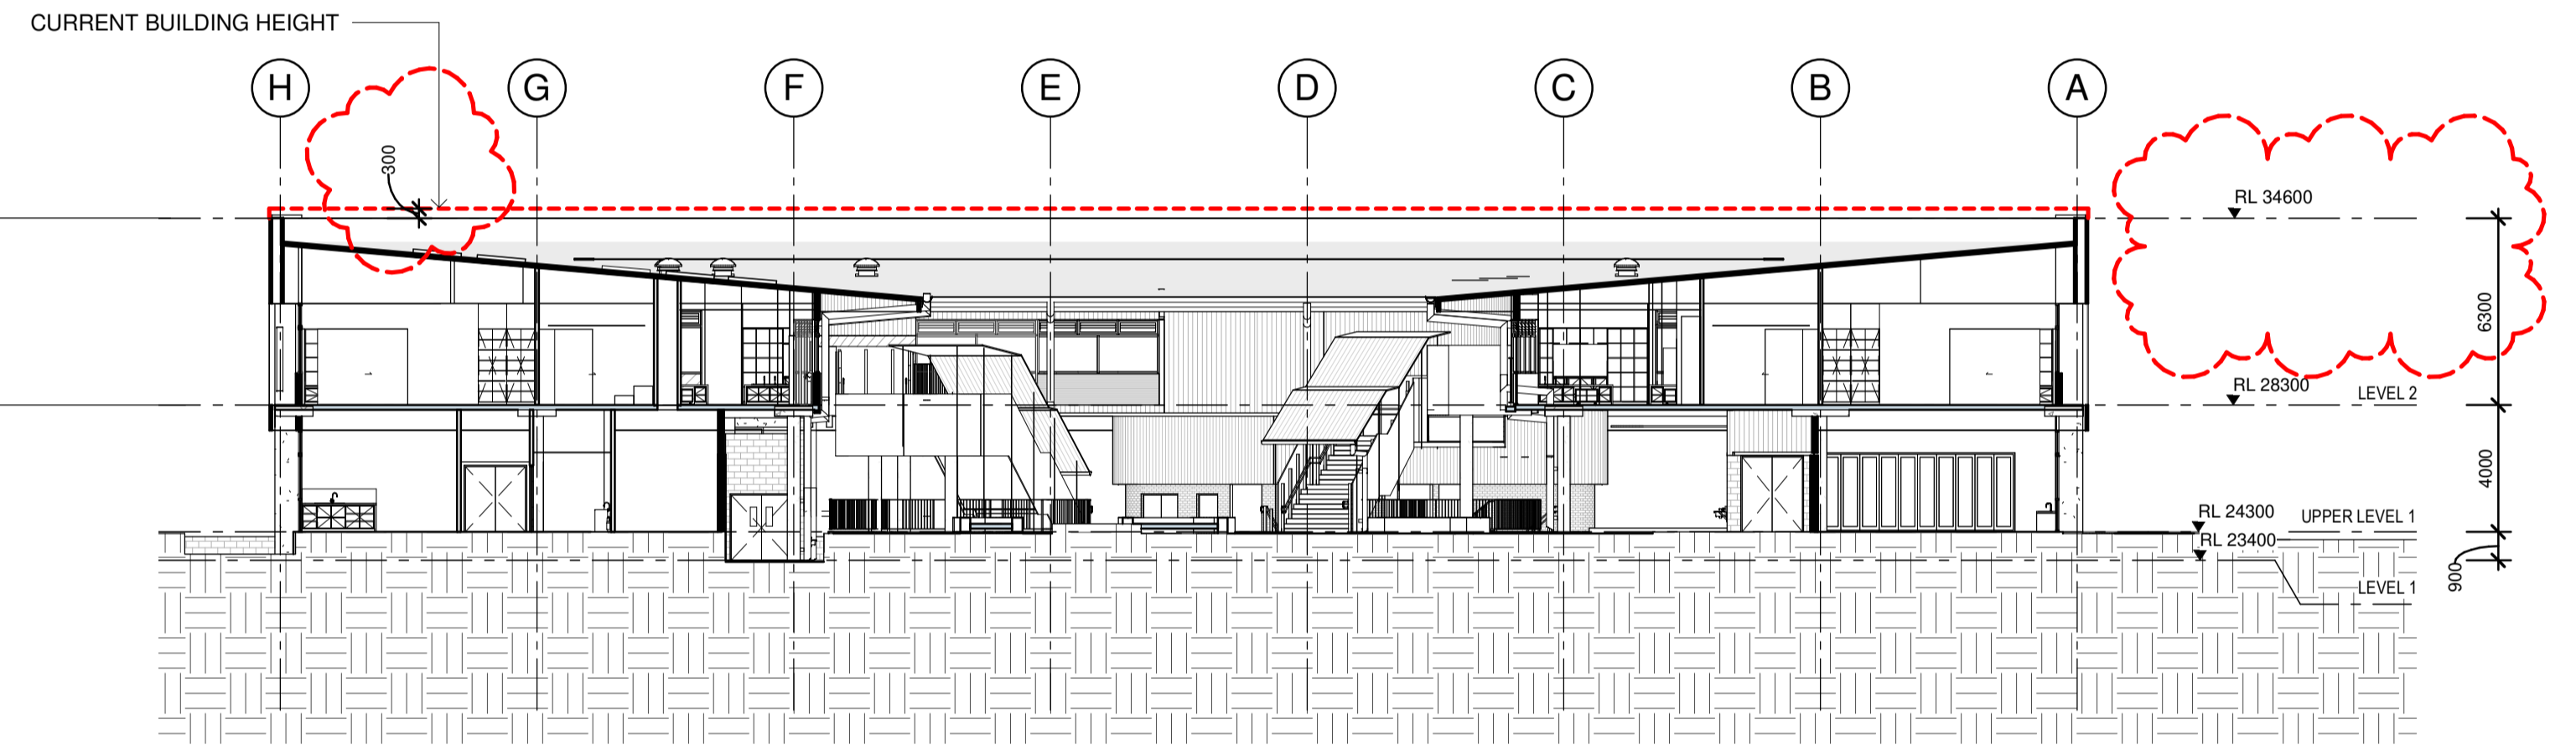 CURRENT BUILDING HEIGHT
H
G
F
E
D
C
B
A
300
RL 34600
6300
RL 28300
LEVEL 2
4000
RL 24300
UPPER LEVEL 1
RL 23400
900
LEVEL 1